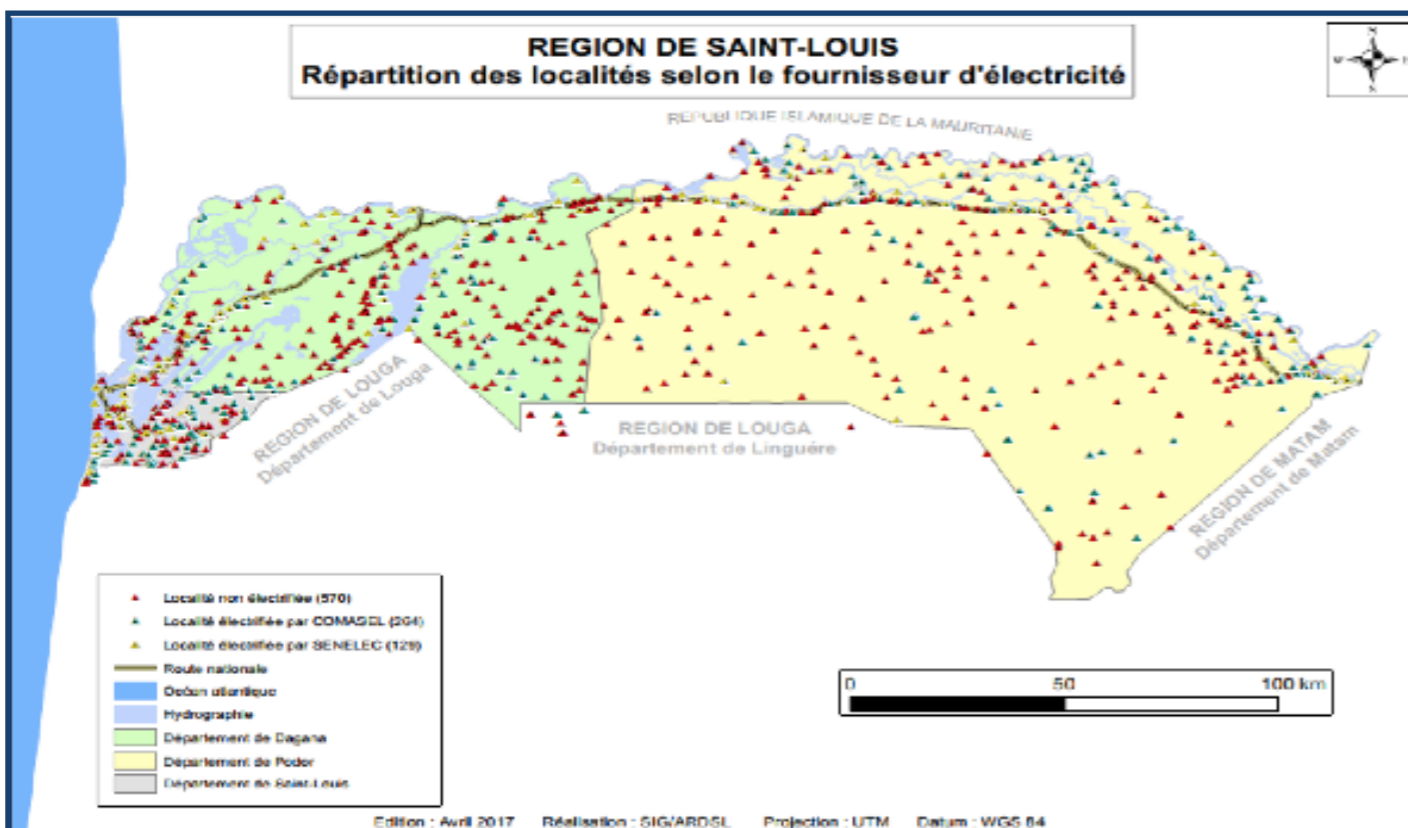 REGION DE SAINT-LOUIS
Répartition des localités selon le fournisseur d'électricité
N
W
S
REPUBLIQUE ISLAMIQUE DE LA MAURITANIE
REGION DE LOUGA
Département de Louga
REGION DE LOUGA
Département de Linguére
REGION DE MATAM
Département de Matam
Localité non électrifiée (570)
Localité électrifiée par COMASEL (264)
Localité électrifiée par SENELEC (129)
Route nationale
Océan atlantique
Hydrographie
Département de Dagana
Département de Podor
Département de Saint-Louis
0 50 100 km
Edition : Avril 2017 Réalisation : SIG/ARDSL Projection : UTM Datum : WGS 84